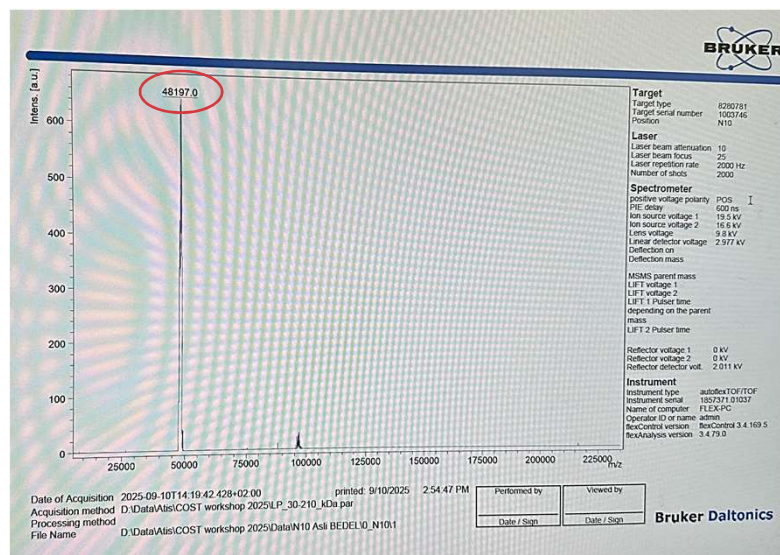 BRUKER
Intens. [a.u.]
48197.0
600
500
400
300
200
100
0
25000 50000 75000 100000 125000 150000 175000 200000 225000
m/z
Target
Target type 8280781
Target serial number 1003746
Position N10
Laser
Laser beam attenuation 10
Laser beam focus 25
Laser repetition rate 2000 Hz
Number of shots 2000
Spectrometer
positive voltage polarity POS
PIE delay 600 ns
Ion source voltage 1 19.5 kV
Ion source voltage 2 16.6 kV
Lens voltage 9.8 kV
Linear detector voltage 2.977 kV
Deflection on
Deflection mass
MSMS parent mass
LIFT voltage 1
LIFT voltage 2
LIFT 1 Pulser time
depending on the parent
mass
LIFT 2 Pulser time
Reflector voltage 1 0 kV
Reflector voltage 2 0 kV
Reflector detector volt. 2.011 kV
Instrument
Instrument type autoflexTOF/TOF
Instrument serial 1857371.01037
Name of computer FLEX-PC
Operator ID or name admin
flexControl version flexControl 3.4.169.5
flexAnalysis version 3.4.79.0
Date of Acquisition 2025-09-10T14:19:42.428+02:00 printed: 9/10/2025 2:54:47 PM
Acquisition method D:\Data\Atis\COST workshop 2025\LP_30-210_kDa.par
Processing method
File Name D:\Data\Atis\COST workshop 2025\Data\N10 Asli BEDEL\0_N10\1
Performed by Viewed by
Date / Sign Date / Sign
Bruker Daltonics